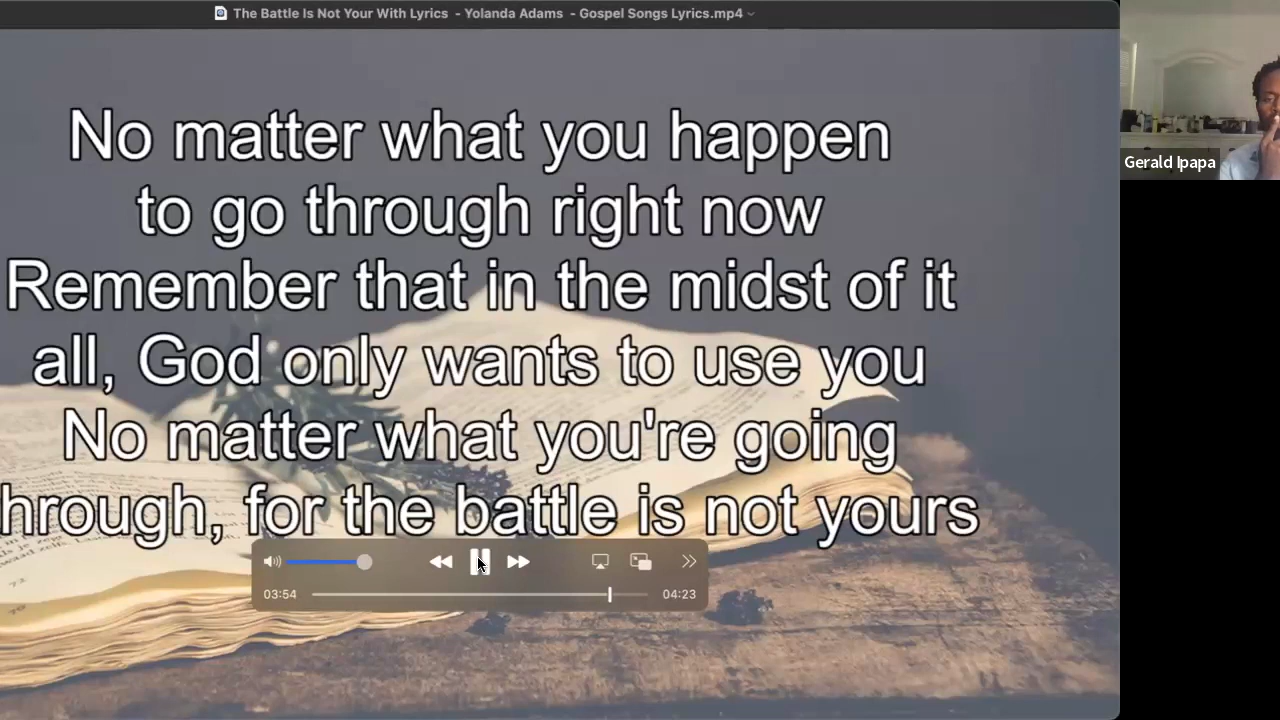 The Battle Is Not Your With Lyrics - Yolanda Adams - Gospel Songs Lyrics.mp4
No matter what you happen
to go through right now
Remember that in the midst of it
all, God only wants to use you
No matter what you're going
hrough, for the battle is not yours
03:54
04:23
Gerald Ipapa